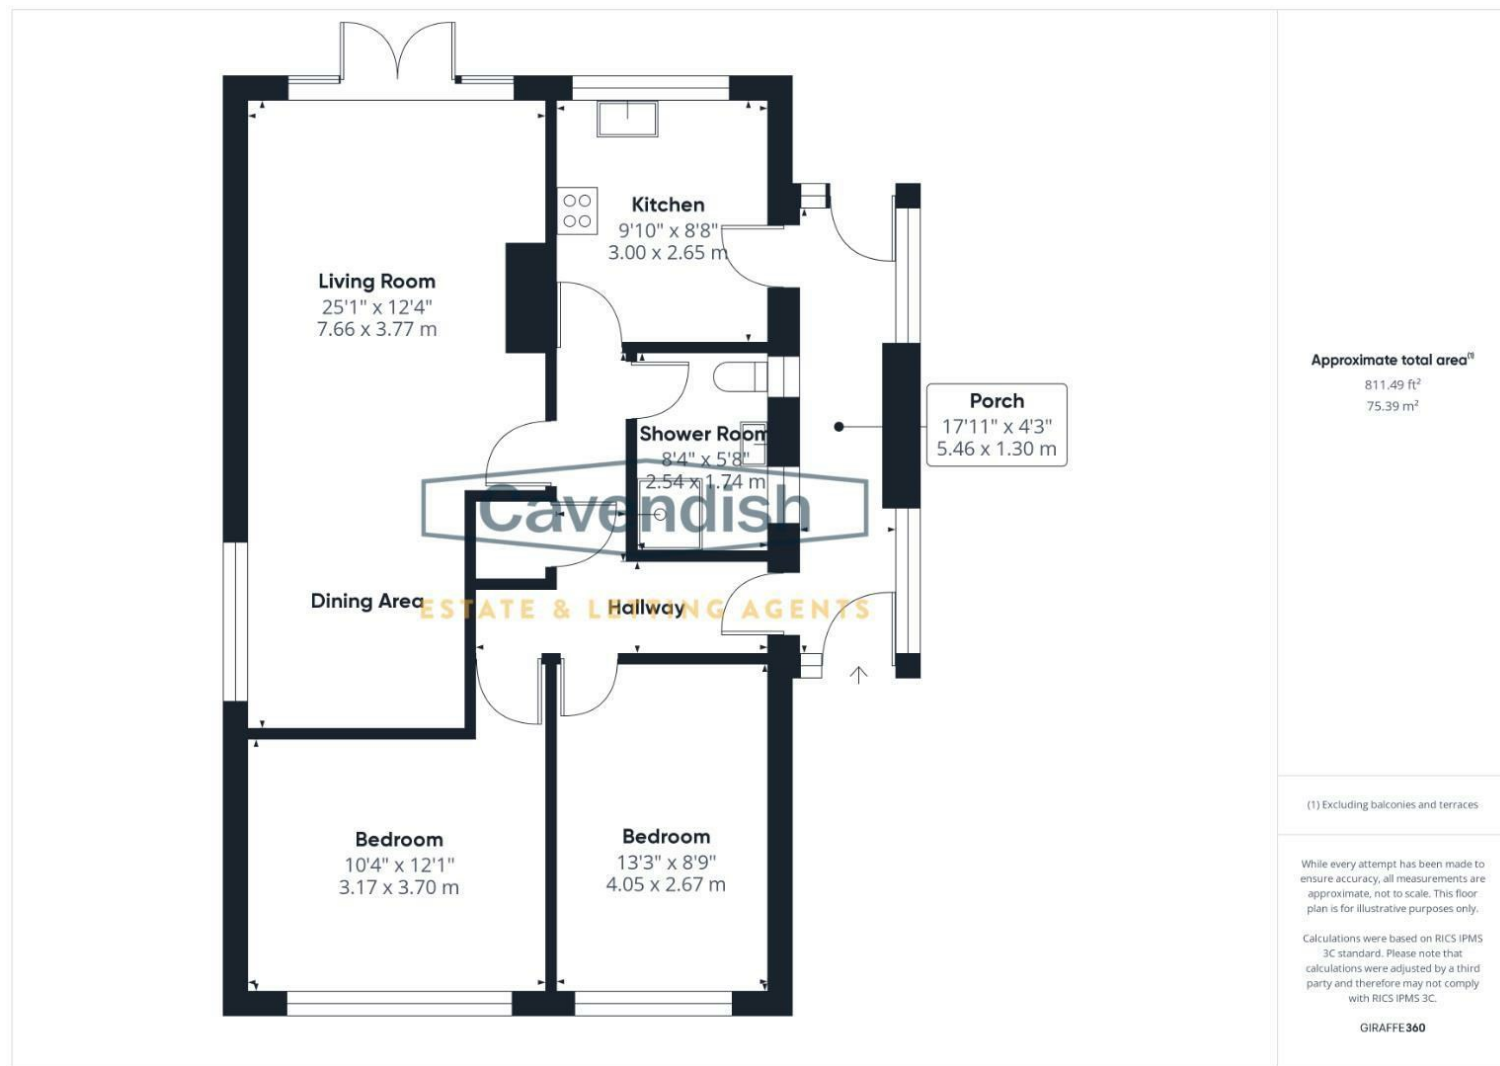 Kitchen
9'10" x 8'8"
3.00 x 2.65 m
Living Room
25'1" x 12'4"
7.66 x 3.77 m
Porch
17'11" x 4'3"
5.46 x 1.30 m
Shower Room
8'4" x 5'8"
2.54 x 1.74 m
Cavendish
ESTATE & LETTING AGENTS
Dining Area
Hallway
Bedroom
10'4" x 12'1"
3.17 x 3.70 m
Bedroom
13'3" x 8'9"
4.05 x 2.67 m
Approximate total area(1)
811.49 ft²
75.39 m²
(1) Excluding balconies and terraces
While every attempt has been made to
ensure accuracy, all measurements are
approximate, not to scale. This floor
plan is for illustrative purposes only.
Calculations were based on RICS IPMS
3C standard. Please note that
calculations were adjusted by a third
party and therefore may not comply
with RICS IPMS 3C.
GIRAFFE360